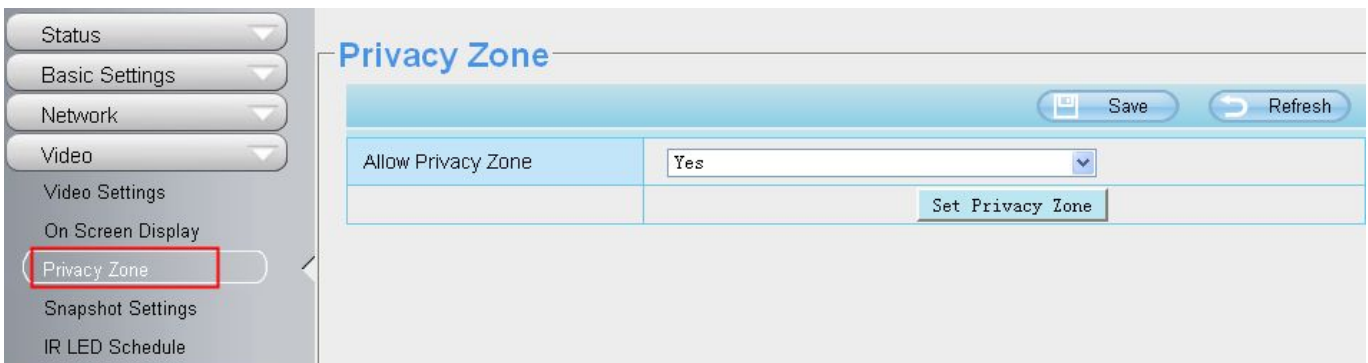 Status
Basic Settings
Network
Video
Video Settings
On Screen Display
Privacy Zone
Snapshot Settings
IR LED Schedule
Privacy Zone
Save Refresh
Allow Privacy Zone Yes
Set Privacy Zone